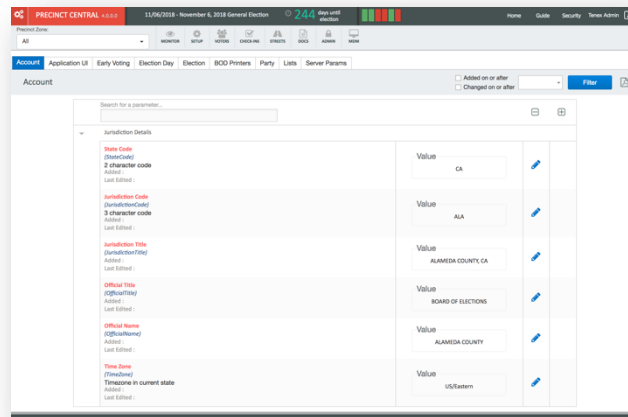 PRECINCT CENTRAL 4.0.0.0
11/06/2018 - November 6, 2018 General Election
244 days until election
Home Guide Security Tenex Admin
Precinct Zone:
All
MONITOR SETUP VOTERS CHECK-INS STREETS DOCS ADMIN MDM
Account Application UI Early Voting Election Day Election BOD Printers Party Lists Server Params
Account
Added on or after
Changed on or after
Filter
Search for a parameter...
Jurisdiction Details
State Code
(StateCode)
2 character code
Added :
Last Edited :
Value
CA
Jurisdiction Code
(JurisdictionCode)
3 character code
Added :
Last Edited :
Value
ALA
Jurisdiction Title
(JurisdictionTitle)
Added :
Last Edited :
Value
ALAMEDA COUNTY, CA
Official Title
(OfficialTitle)
Added :
Last Edited :
Value
BOARD OF ELECTIONS
Official Name
(OfficialName)
Added :
Last Edited :
Value
ALAMEDA COUNTY
Time Zone
(TimeZone)
Timezone in current state
Added :
Last Edited :
Value
US/Eastern